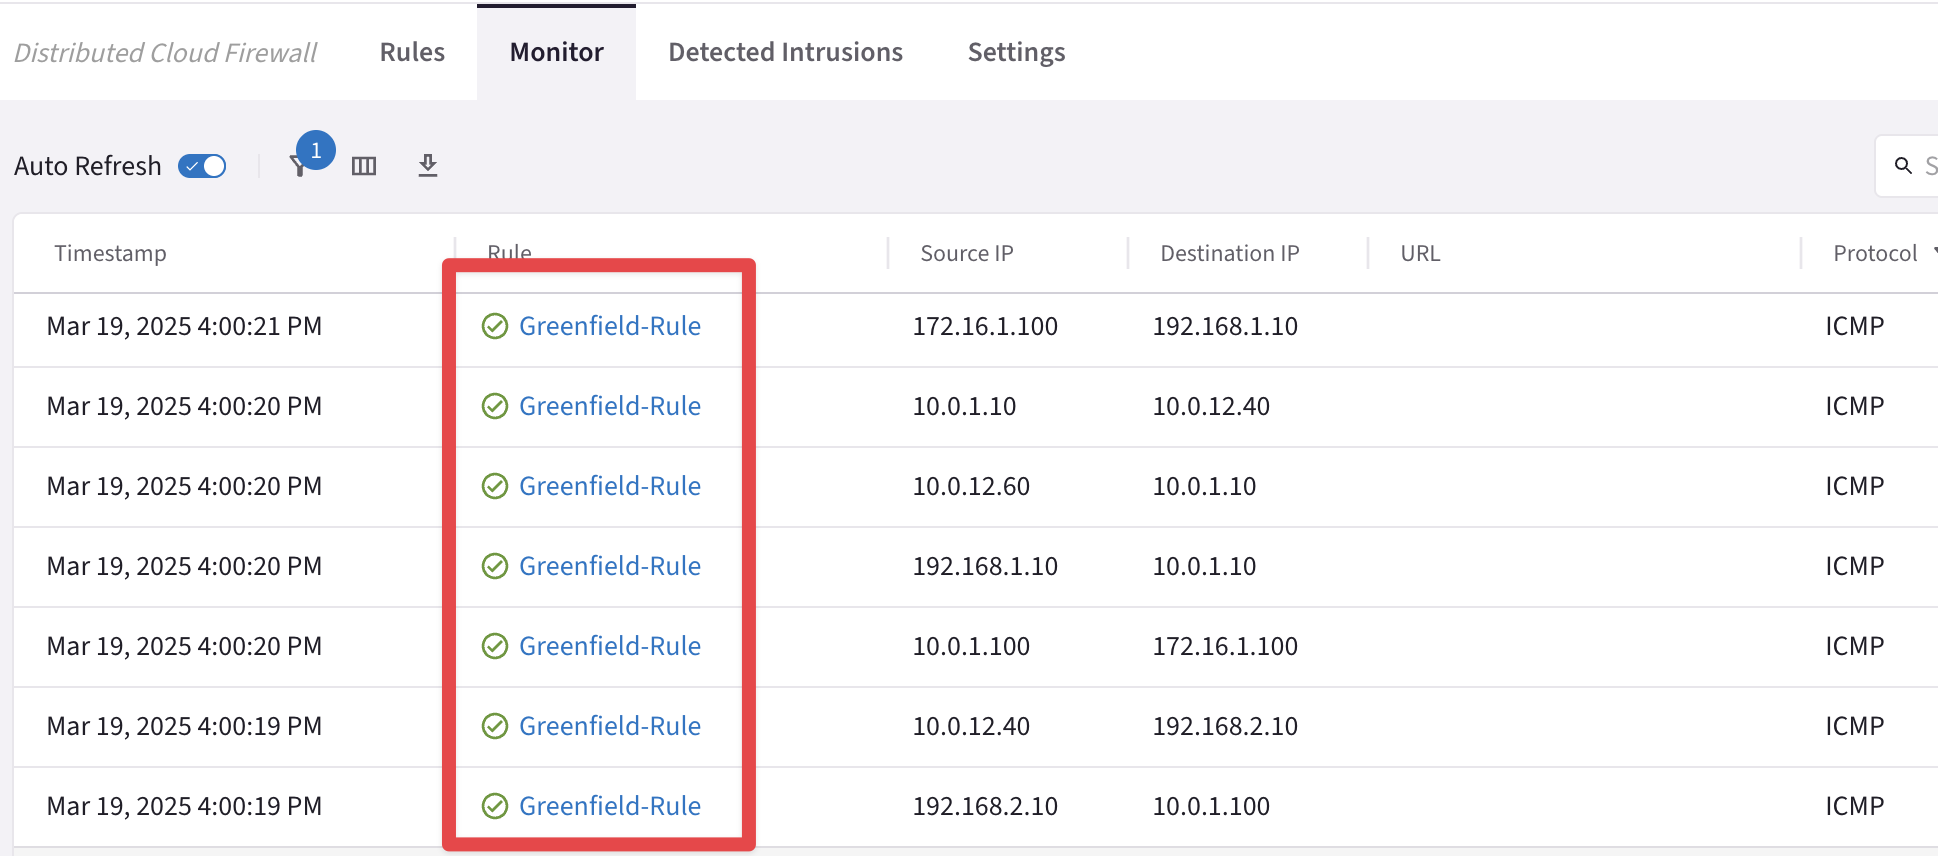 Distributed Cloud Firewall Rules Monitor Detected Intrusions Settings
Auto Refresh 1 S
Timestamp Rule Source IP Destination IP URL Protocol
Mar 19, 2025 4:00:21 PM Greenfield-Rule 172.16.1.100 192.168.1.10 ICMP
Mar 19, 2025 4:00:20 PM Greenfield-Rule 10.0.1.10 10.0.12.40 ICMP
Mar 19, 2025 4:00:20 PM Greenfield-Rule 10.0.12.60 10.0.1.10 ICMP
Mar 19, 2025 4:00:20 PM Greenfield-Rule 192.168.1.10 10.0.1.10 ICMP
Mar 19, 2025 4:00:20 PM Greenfield-Rule 10.0.1.100 172.16.1.100 ICMP
Mar 19, 2025 4:00:19 PM Greenfield-Rule 10.0.12.40 192.168.2.10 ICMP
Mar 19, 2025 4:00:19 PM Greenfield-Rule 192.168.2.10 10.0.1.100 ICMP